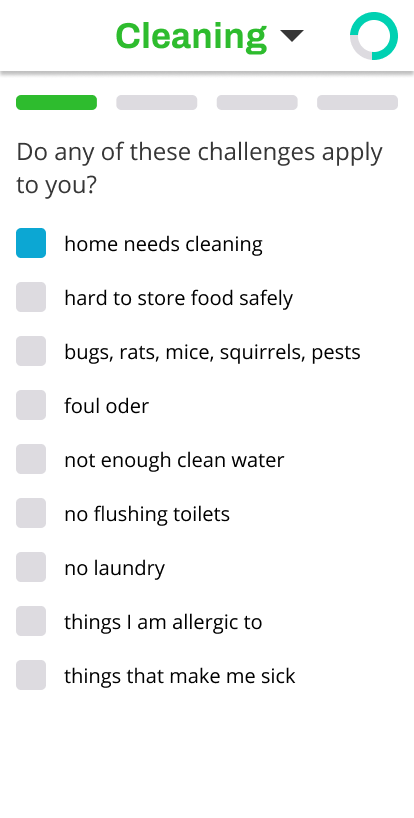 Cleaning
Do any of these challenges apply
to you?
home needs cleaning
hard to store food safely
bugs, rats, mice, squirrels, pests
foul oder
not enough clean water
no flushing toilets
no laundry
things I am allergic to
things that make me sick